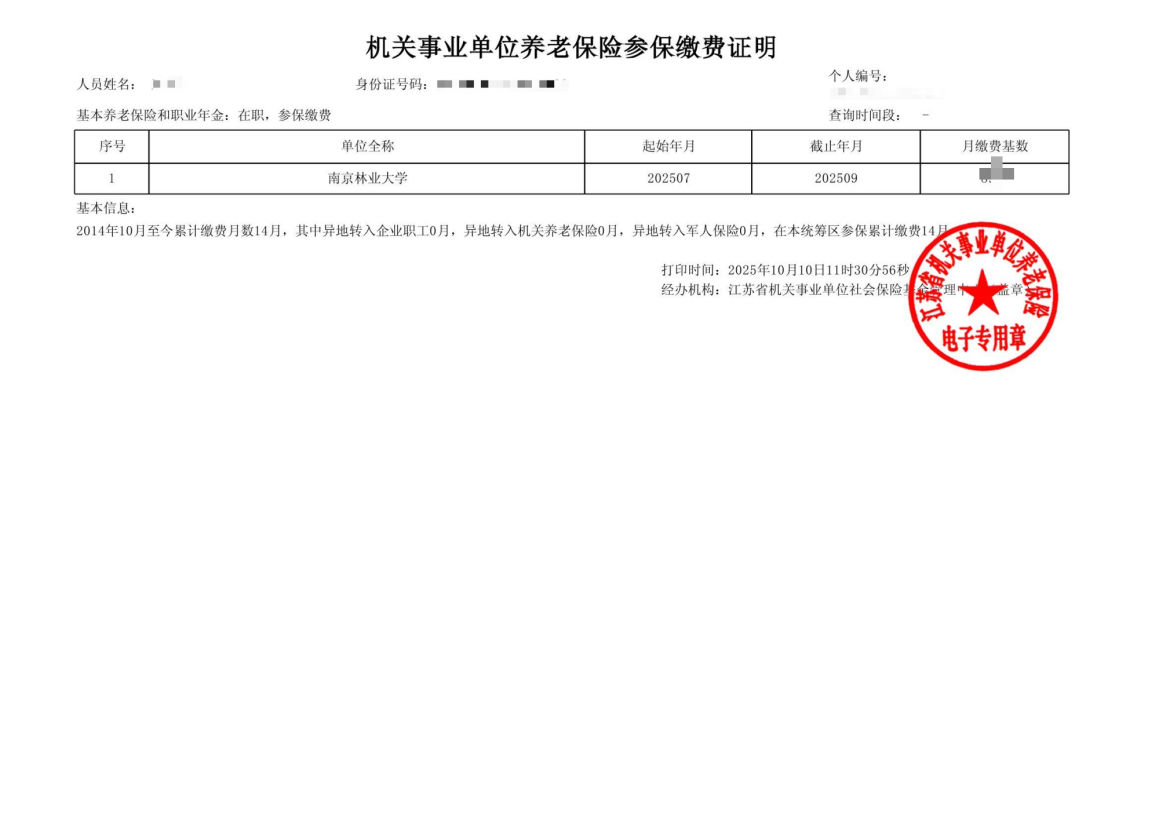 机关事业单位养老保险参保缴费证明
人员姓名: 身份证号码: 个人编号:
基本养老保险和职业年金: 在职, 参保缴费 查询时间段: -
序号 单位全称 起始年月 截止年月 月缴费基数
1 南京林业大学 202507 202509
基本信息:
2014年10月至今累计缴费月数14月, 其中异地转入企业职工0月, 异地转入机关养老保险0月, 异地转入军人保险0月, 在本统筹区参保累计缴费14月
打印时间: 2025年10月10日11时30分56秒
经办机构: 江苏省机关事业单位社会保险基金管理中 盖章
江苏省机关事业单位养老保险
电子专用章